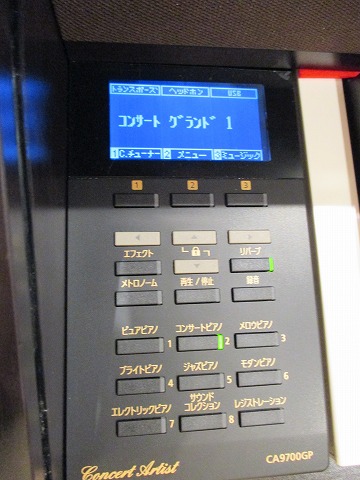 トランスポーズ ヘッドホン USB
コンサート グランド 1
1 C.チューナー 2 メニュー 3 ミュージック
1 2 3
エフェクト リバーブ
メトロノーム 再生/停止 録音
ピュアピアノ コンサートピアノ メロウピアノ
1 2 3
ブライトピアノ ジャズピアノ モダンピアノ
4 5 6
エレクトリックピアノ サウンドコレクション レジストレーション
7 8
CA9700GP
Concert Artist